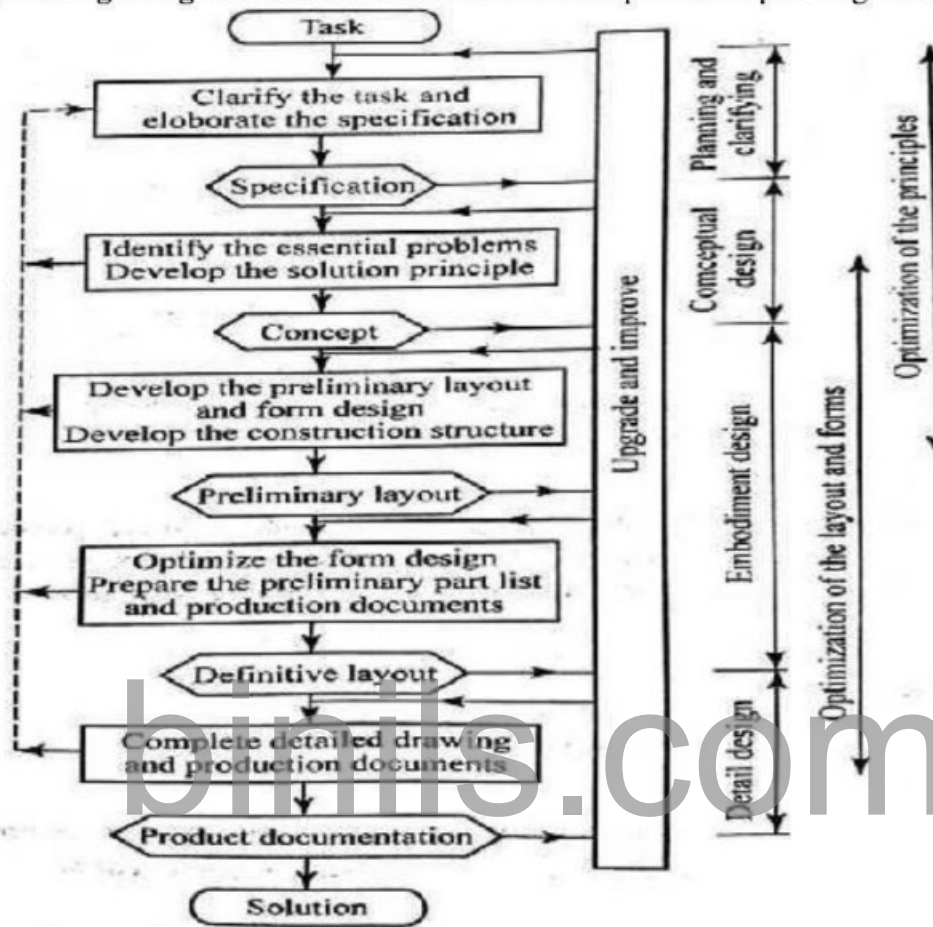 Task
Clarify the task and
eloborate the specification
Specification
Identify the essential problems
Develop the solution principle
Concept
Develop the preliminary layout
and form design
Develop the construction structure
Preliminary layout
Optimize the form design
Prepare the preliminary part list
and production documents
Definitive layout
Complete detailed drawing
and production documents
Product documentation
Solution
Upgrade and improve
Planning and
clarifying
Comceptual
design
Embodiment design
Detail design
Optimization of the layout and forms
Optimization of the principles
binils.com